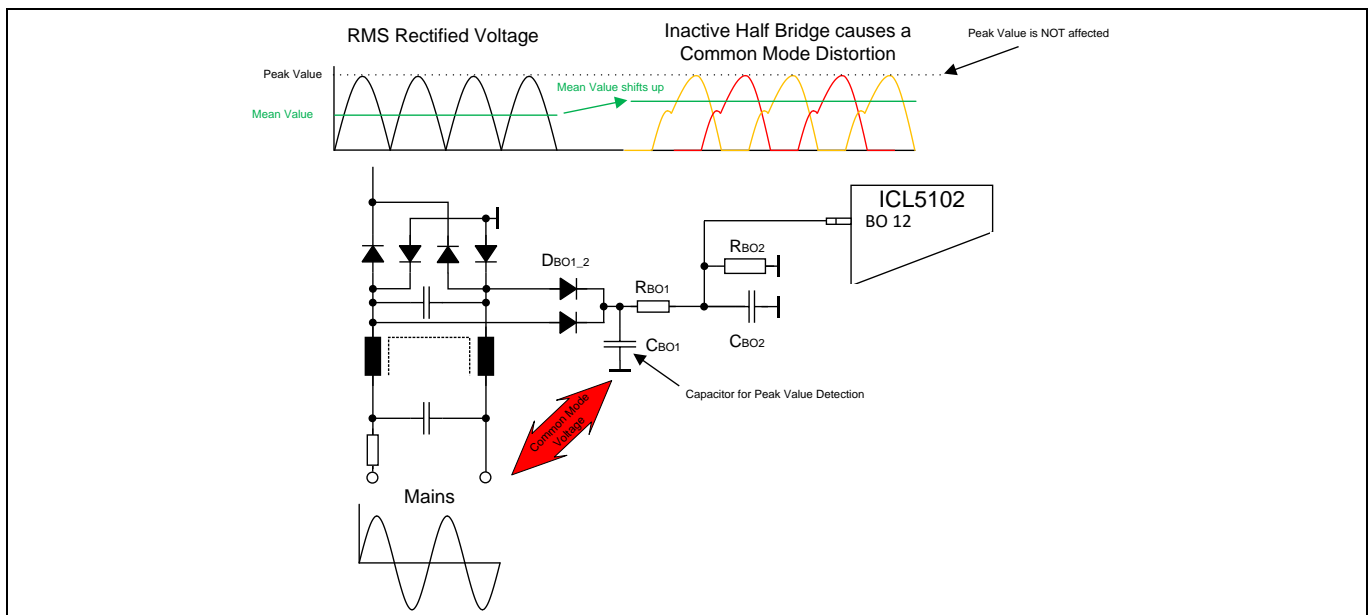 RMS Rectified Voltage
Inactive Half Bridge causes a
Common Mode Distortion
Peak Value is NOT affected
Peak Value
Mean Value shifts up
Mean Value
ICL5102
BO 12
DBO1_2
RBO2
RBO1
CBO1
CBO2
Capacitor for Peak Value Detection
Common Mode
Voltage
Mains